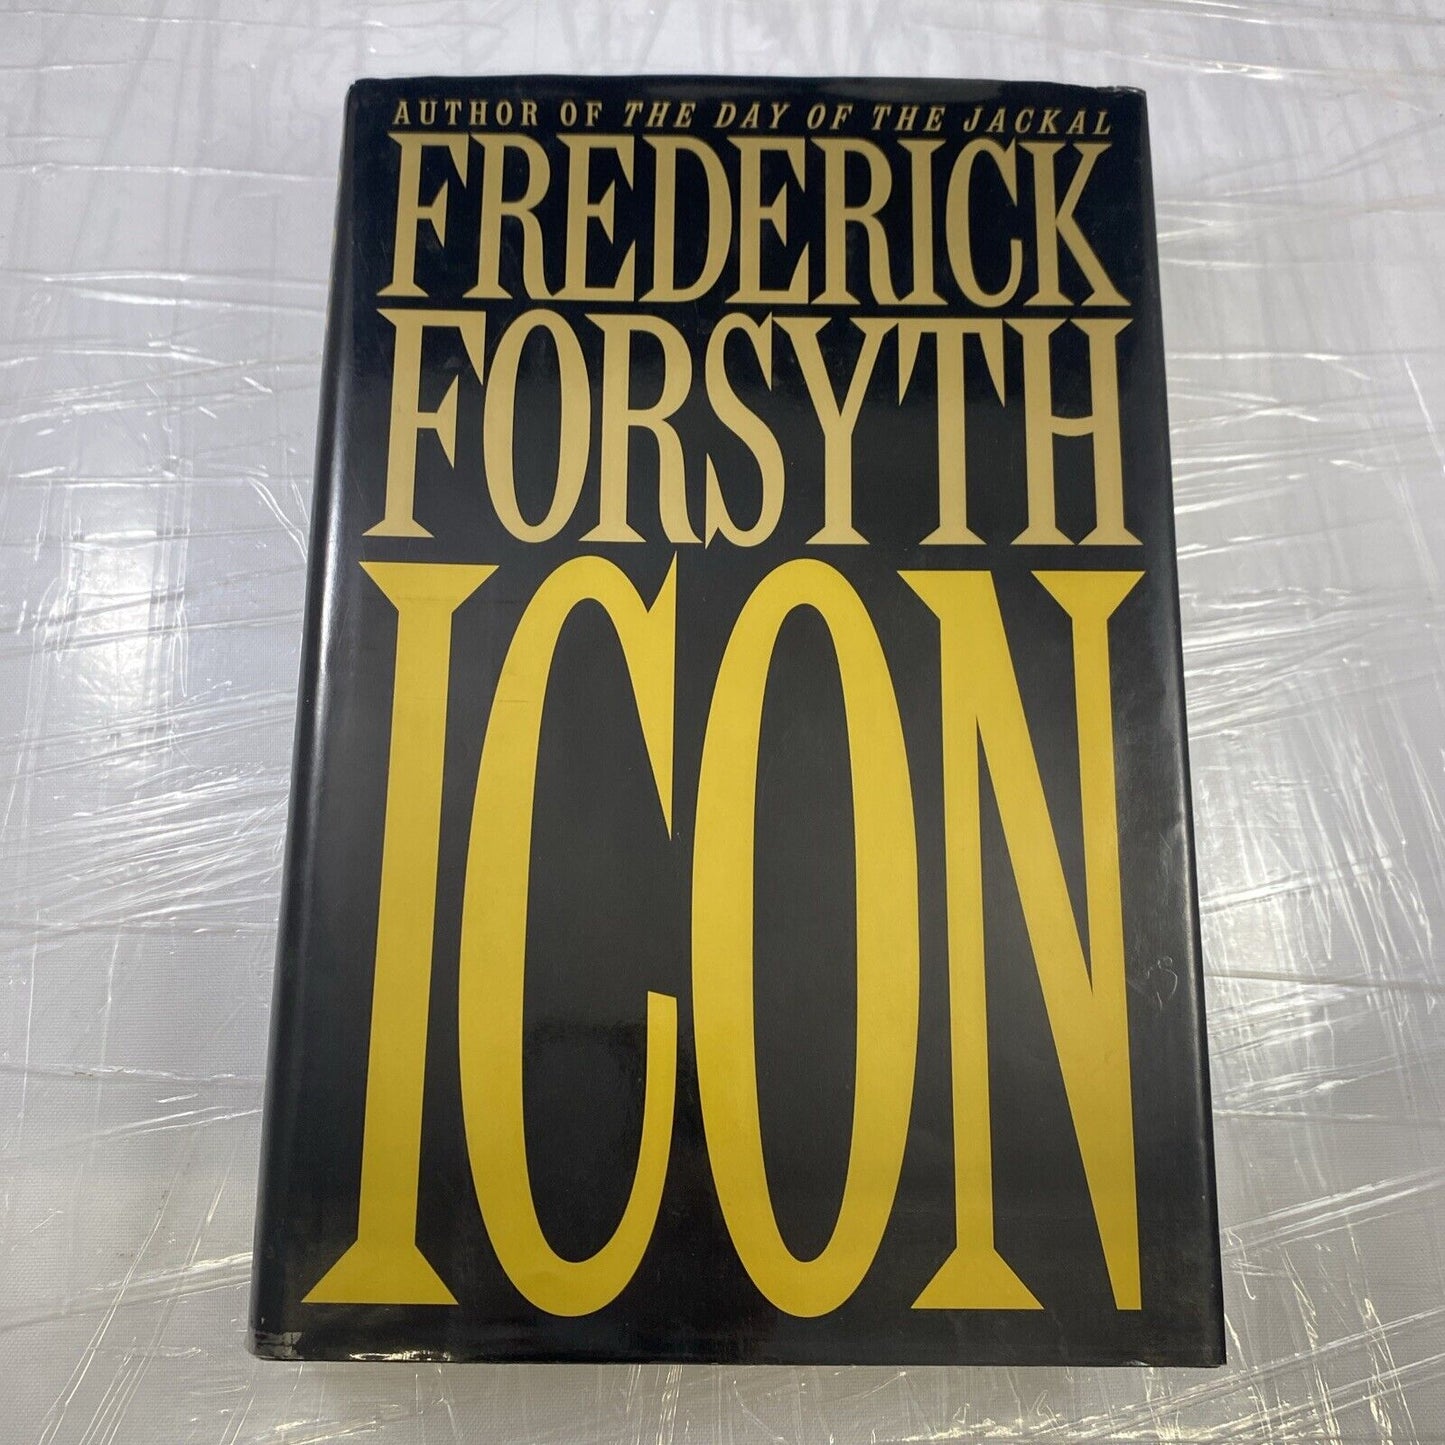 AUTHOR OF THE DAY OF THE JACKAL
FREDERICK
FORSYTH
ICON